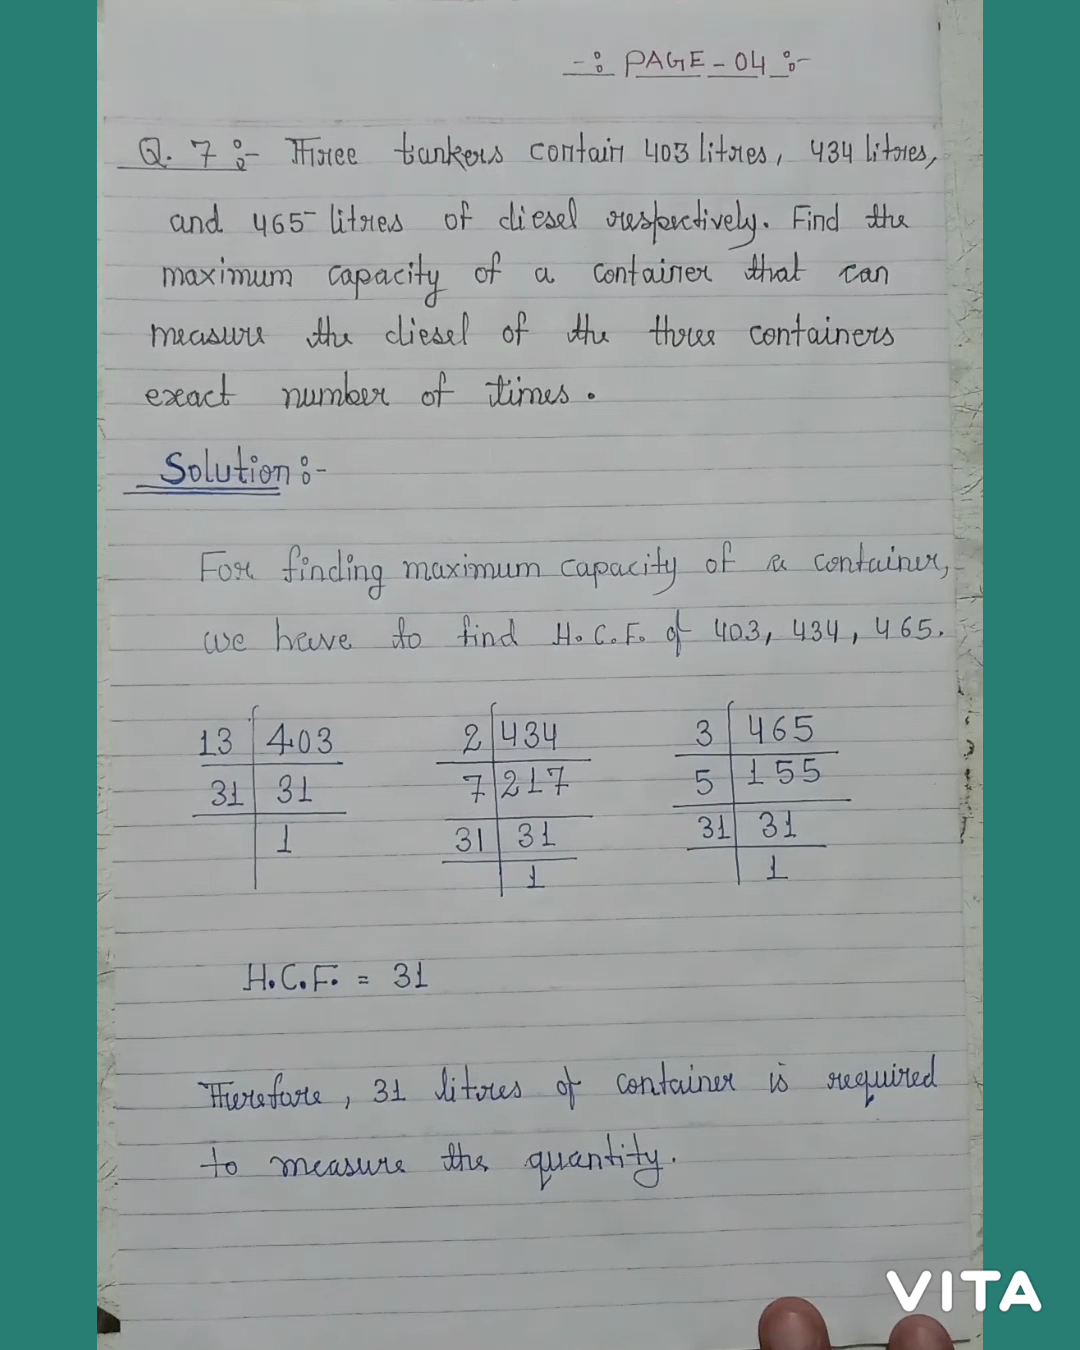 -: PAGE - 04 :-
Q. 7 :- Three tankers contain 403 litres, 434 litres,
and 465 litres of diesel respectively. Find the
maximum capacity of a container that can
measure the diesel of the three containers
exact number of times.
Solution :-
For finding maximum capacity of a container,
we have to find H.C.F. of 403, 434, 465.
13 403 2 434 3 465
31 31 7 217 5 155
1 31 31 31 31
1 1
H.C.F. = 31
Therefore, 31 litres of container is required
to measure the quantity.
VITA